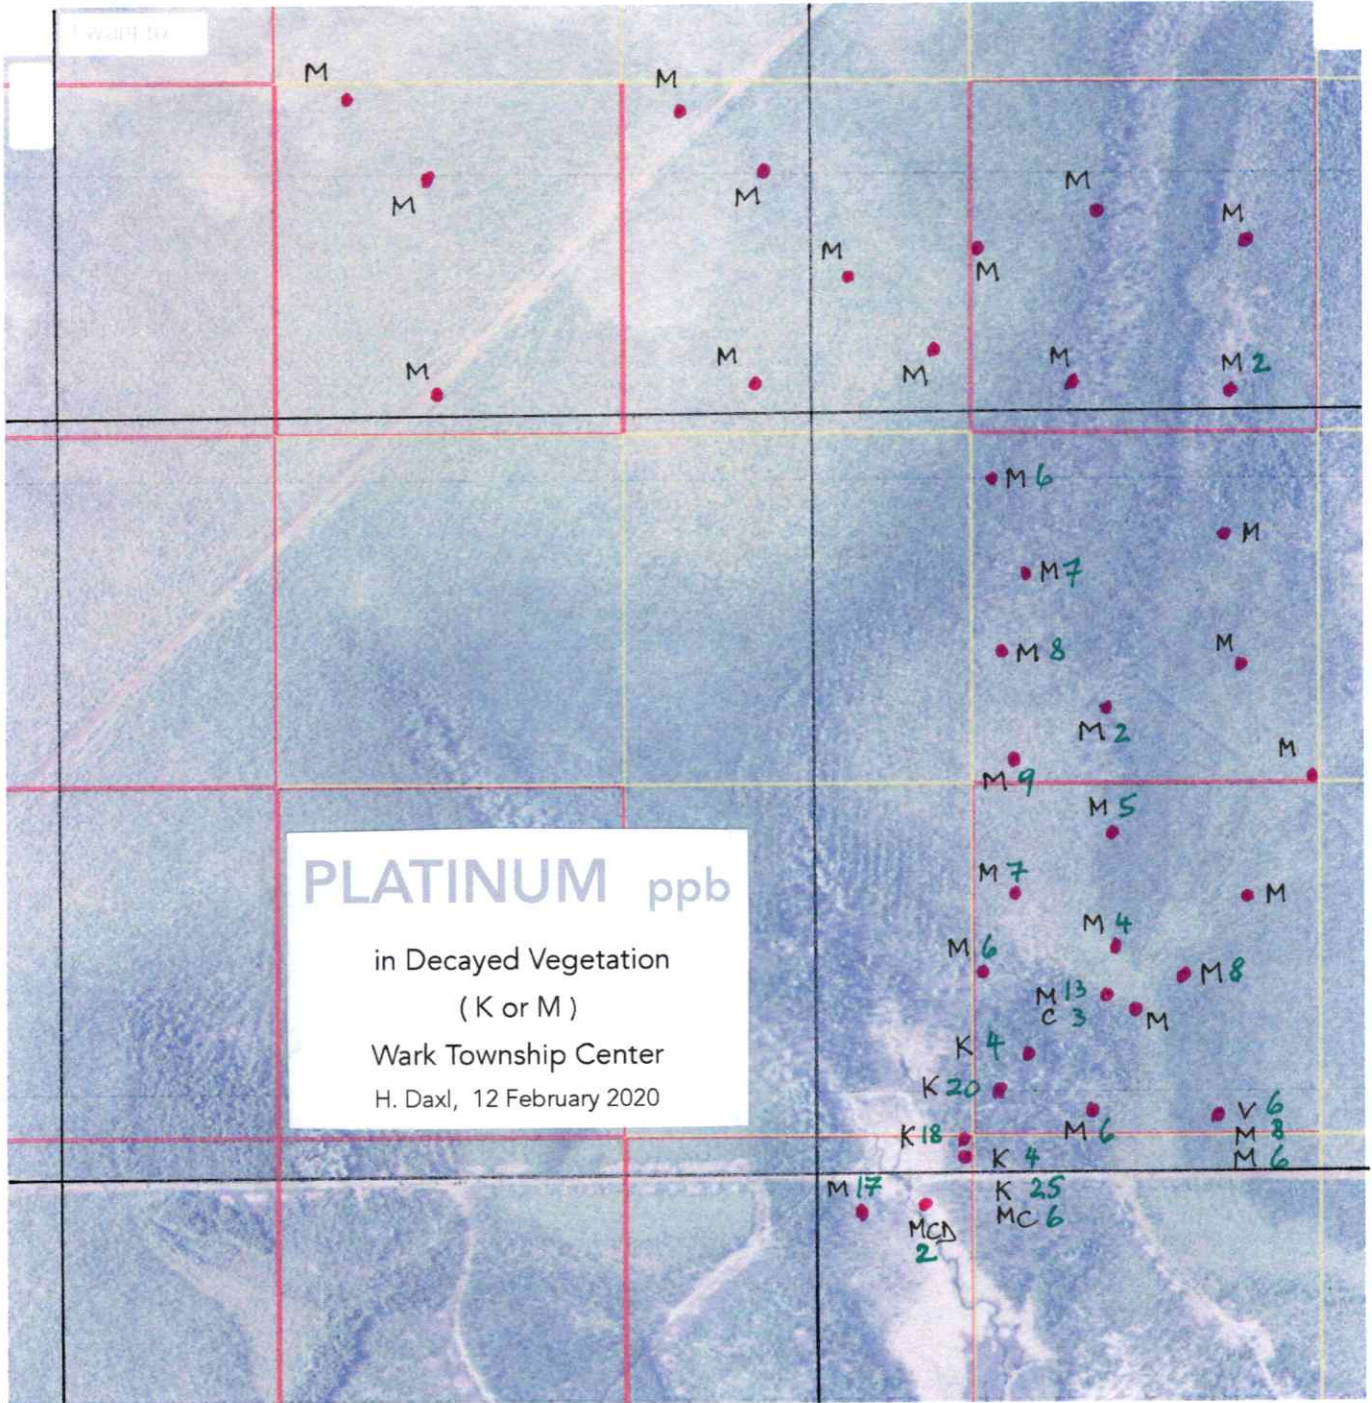 M
M
M
M
M
M
M
M
M
M
M
M
M
M 2
M 6
M
M 7
M 8
M
M 2
M
M 9
M 5
M 7
M
M 4
M 6
M 8
M 13
C 3
M
K 4
K 20
M 6
V 6
M 8
M 6
K 18
K 4
K 25
MC 6
M 17
MCD
2
PLATINUM ppb
in Decayed Vegetation
( K or M )
Wark Township Center
H. Daxl, 12 February 2020